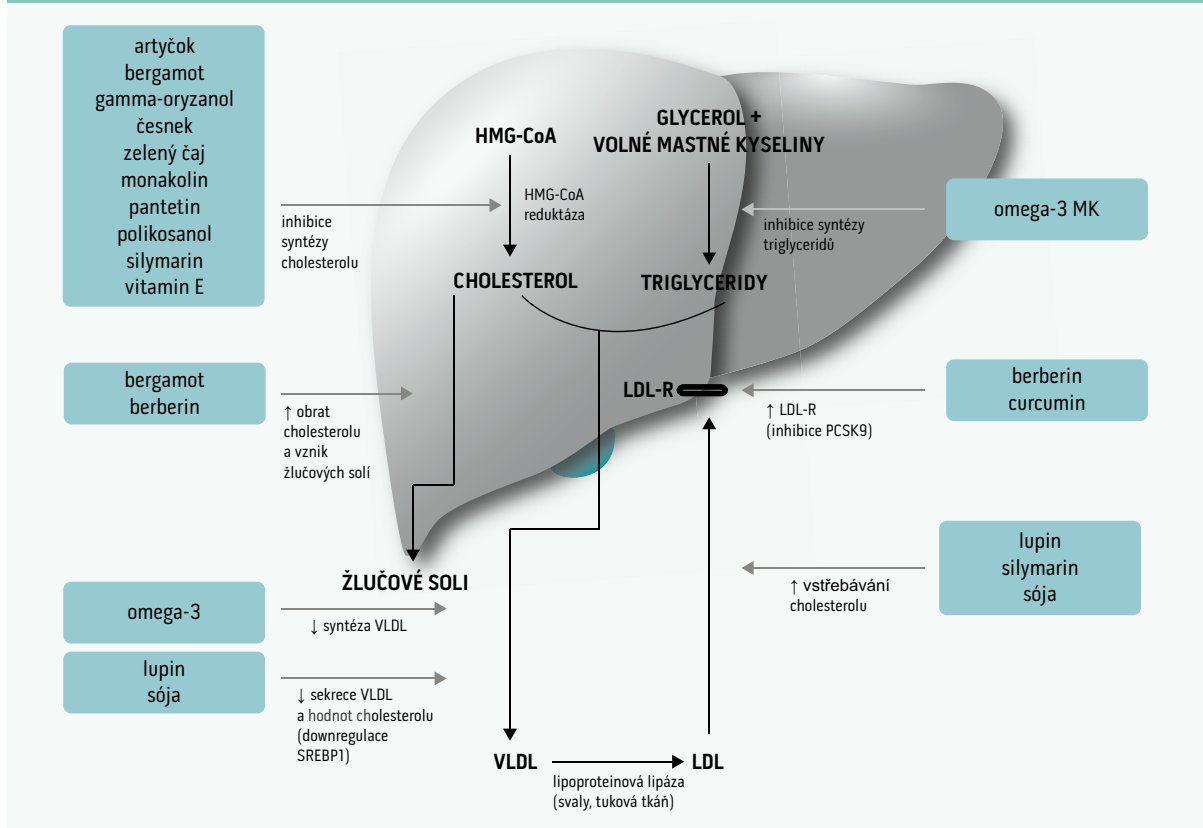 artyčok
bergamot
gamma-oryzanol
česnek
zelený čaj
monakolin
pantetin
polikosanol
silymarin
vitamin E
inhibice
syntézy
cholesterolu
HMG-CoA
HMG-CoA
reduktáza
CHOLESTEROL
GLYCEROL +
VOLNÉ MASTNÉ KYSELINY
inhibice syntézy
triglyceridů
omega-3 MK
TRIGLYCERIDY
bergamot
berberin
↑ obrat
cholesterolu
a vznik
žlučových solí
LDL-R
↑ LDL-R
(inhibice PCSK9)
berberin
curcumin
ŽLUČOVÉ SOLI
↑ vstřebávání
cholesterolu
lupin
silymarin
sója
omega-3
↓ syntéza VLDL
lupin
sója
↓ sekrece VLDL
a hodnot cholesterolu
(downregulace
SREBP1)
VLDL
lipoproteinová lipáza
(svaly, tuková tkáň)
LDL